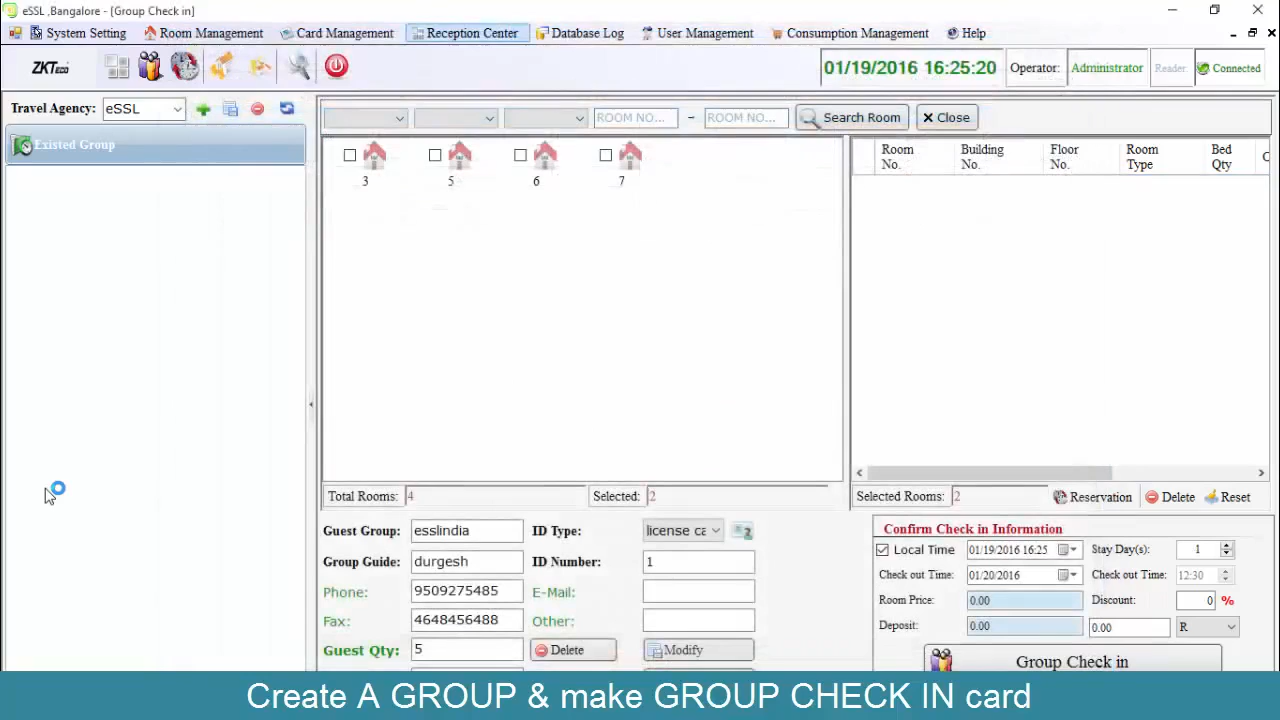 eSSL ,Bangalore - [Group Check in]
System Setting Room Management Card Management Reception Center Database Log User Management Consumption Management Help
ZKTeco 01/19/2016 16:25:20 Operator: Administrator Reader: Connected
Travel Agency: eSSL
ROOM NO... - ROOM NO... Search Room Close
Existed Group
3 5 6 7
Room No. Building No. Floor No. Room Type Bed Qty
Total Rooms: 4 Selected: 2 Selected Rooms: 2 Reservation Delete Reset
Guest Group: esslindia ID Type: license ca
Group Guide: durgesh ID Number: 1
Phone: 9509275485 E-Mail:
Fax: 4648456488 Other:
Guest Qty: 5 Delete Modify
Confirm Check in Information
Local Time 01/19/2016 16:25 Stay Day(s): 1
Check out Time: 01/20/2016 Check out Time: 12:30
Room Price: 0.00 Discount: 0 %
Deposit: 0.00 0.00 R
Group Check in
Create A GROUP & make GROUP CHECK IN card